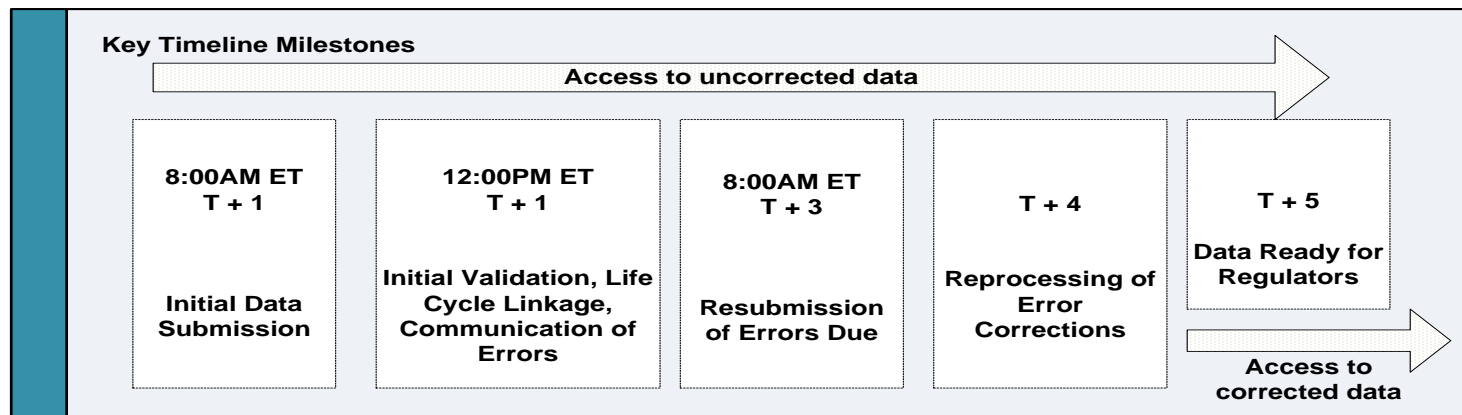 Key Timeline Milestones
Access to uncorrected data
8:00AM ET
T + 1
Initial Data
Submission
12:00PM ET
T + 1
Initial Validation, Life
Cycle Linkage,
Communication of
Errors
8:00AM ET
T + 3
Resubmission
of Errors Due
T + 4
Reprocessing of
Error
Corrections
T + 5
Data Ready for
Regulators
Access to
corrected data